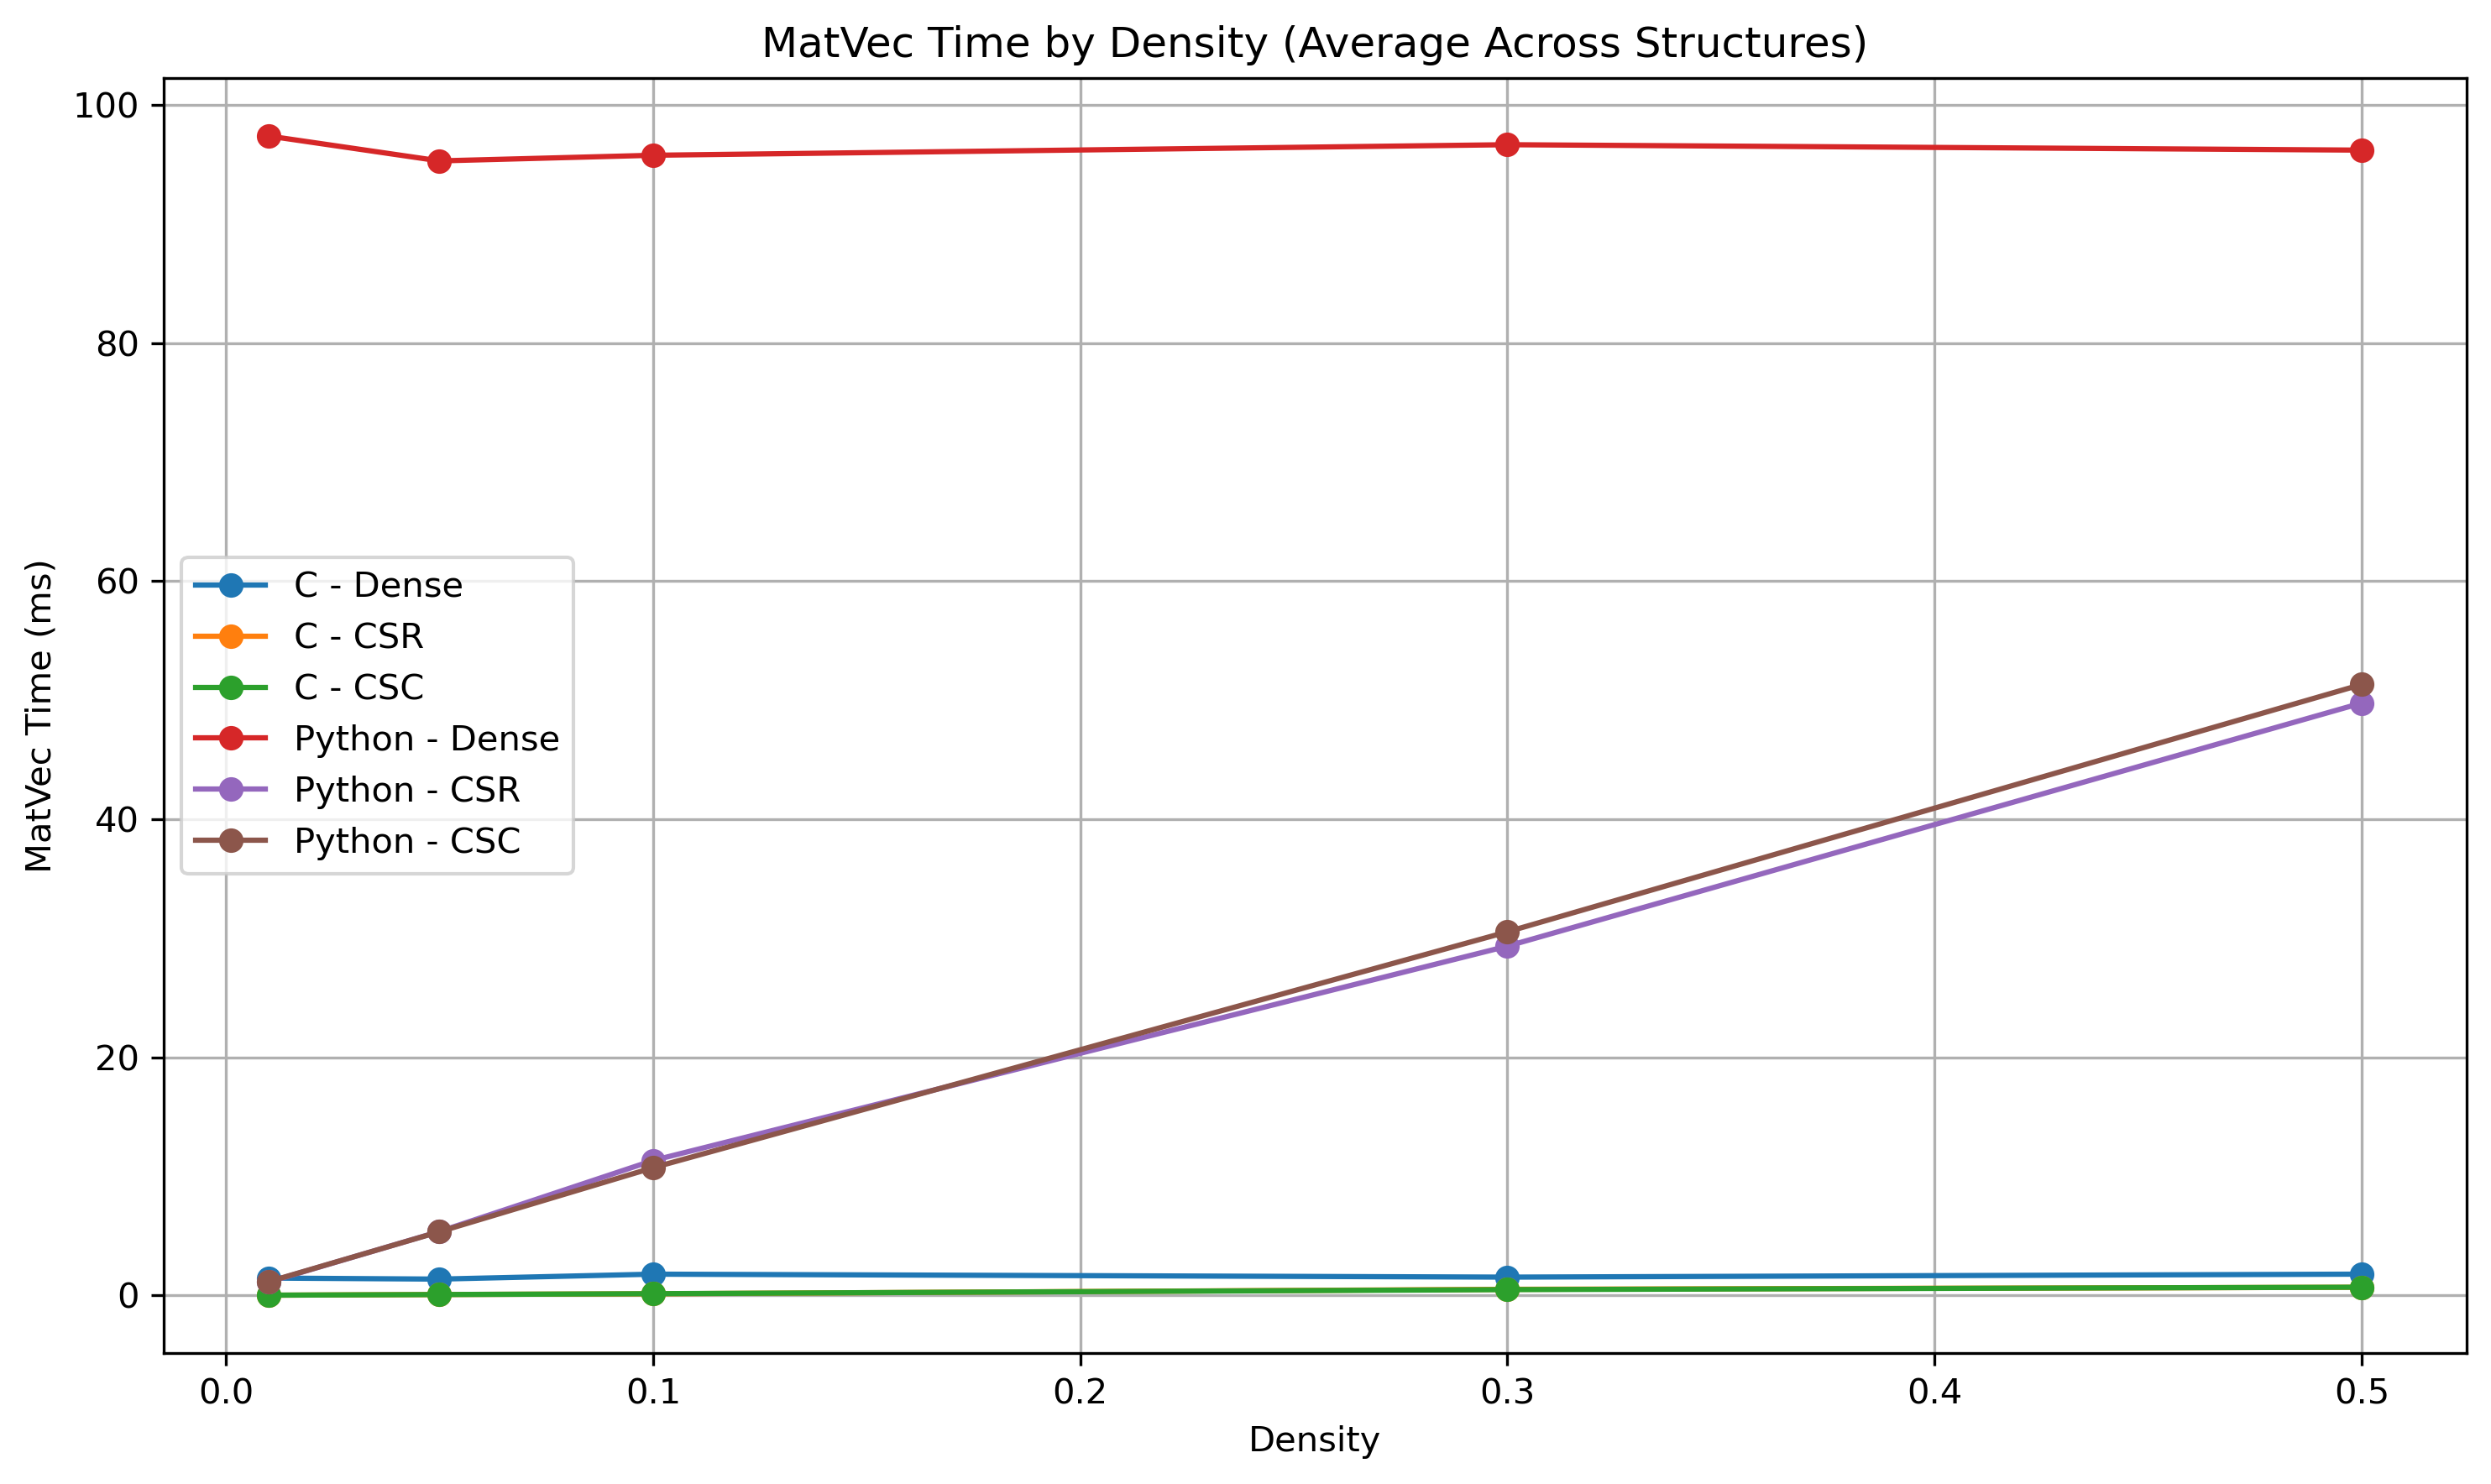 MatVec Time by Density (Average Across Structures)
MatVec Time (ms)
100
80
60
40
20
0
C - Dense
C - CSR
C - CSC
Python - Dense
Python - CSR
Python - CSC
0.0 0.1 0.2 0.3 0.4 0.5
Density